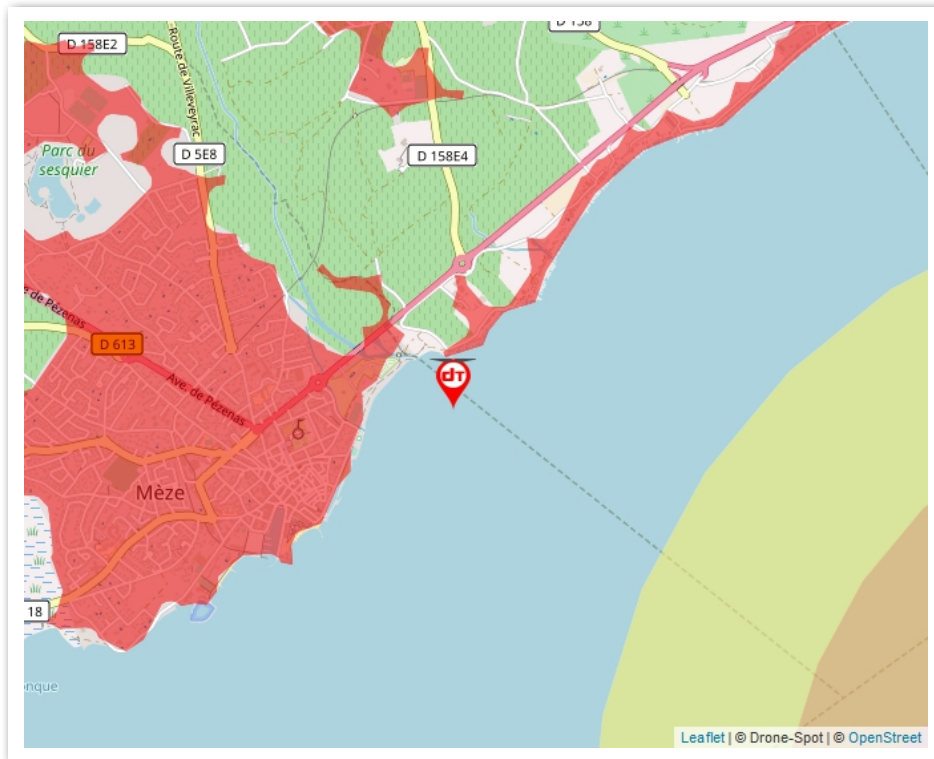 D 158
D 158E2
Route de Villeveyrac
D 5E8
D 158E4
Parc du
sesquier
e de Pézenas
D 613
Ave. de Pézenas
dT
Mèze
18
onque
Leaflet | © Drone-Spot | © OpenStreet